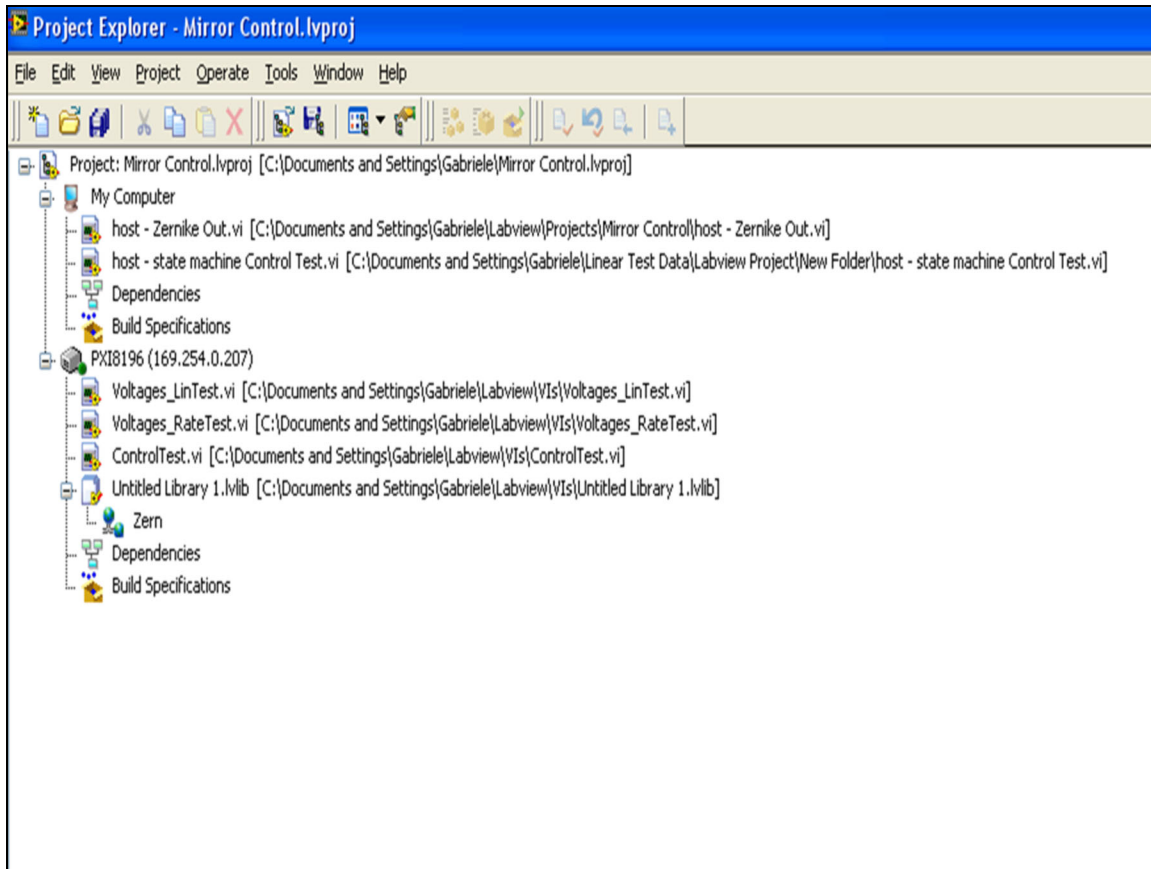 Project Explorer - Mirror Control.lvproj
File Edit View Project Operate Tools Window Help
Project: Mirror Control.lvproj [C:\Documents and Settings\Gabriele\Mirror Control.lvproj]
My Computer
host - Zernike Out.vi [C:\Documents and Settings\Gabriele\Labview\Projects\Mirror Control\host - Zernike Out.vi]
host - state machine Control Test.vi [C:\Documents and Settings\Gabriele\Linear Test Data\Labview Project\New Folder\host - state machine Control Test.vi]
Dependencies
Build Specifications
PXI8196 (169.254.0.207)
Voltages_LinTest.vi [C:\Documents and Settings\Gabriele\Labview\VIs\Voltages_LinTest.vi]
Voltages_RateTest.vi [C:\Documents and Settings\Gabriele\Labview\VIs\Voltages_RateTest.vi]
ControlTest.vi [C:\Documents and Settings\Gabriele\Labview\VIs\ControlTest.vi]
Untitled Library 1.lvlib [C:\Documents and Settings\Gabriele\Labview\VIs\Untitled Library 1.lvlib]
Zern
Dependencies
Build Specifications